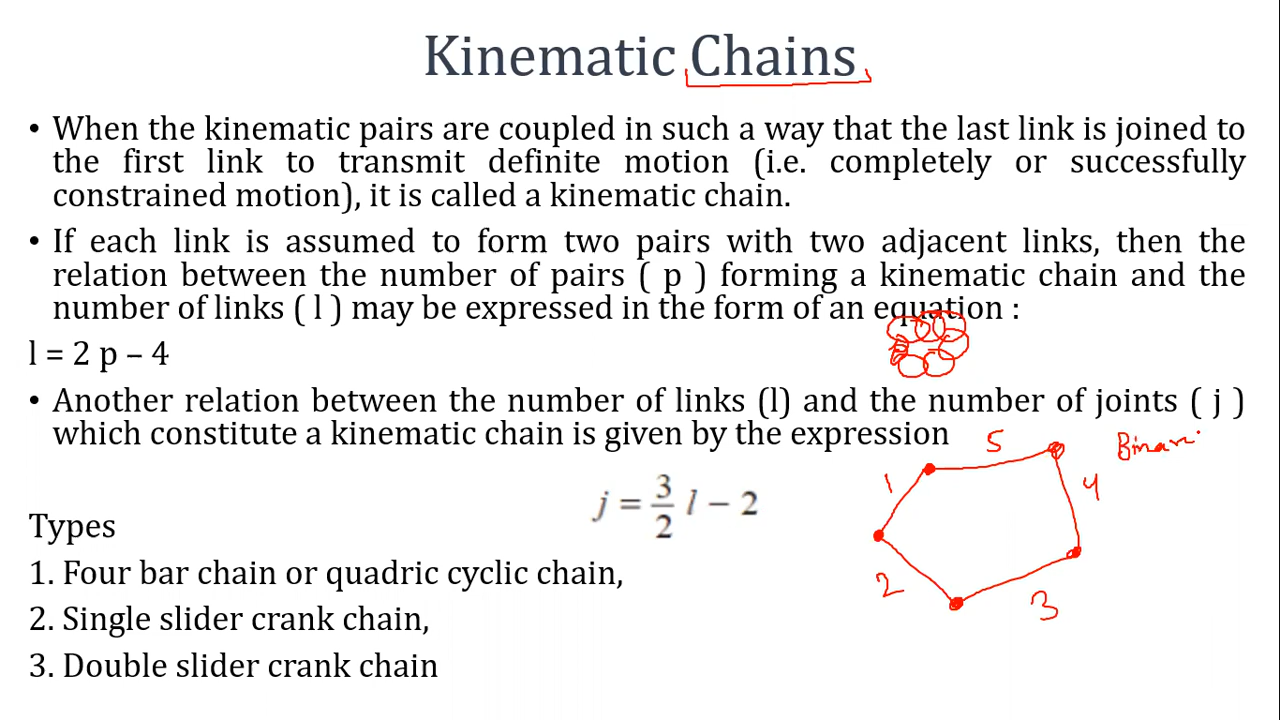 Kinematic Chains
• When the kinematic pairs are coupled in such a way that the last link is joined to
the first link to transmit definite motion (i.e. completely or successfully
constrained motion), it is called a kinematic chain.
• If each link is assumed to form two pairs with two adjacent links, then the
relation between the number of pairs ( p ) forming a kinematic chain and the
number of links ( l ) may be expressed in the form of an equation :
l = 2 p – 4
• Another relation between the number of links (l) and the number of joints ( j )
which constitute a kinematic chain is given by the expression
5
Binar
1
4
j = 3/2 l – 2
Types
1. Four bar chain or quadric cyclic chain,
2
3
2. Single slider crank chain,
3. Double slider crank chain